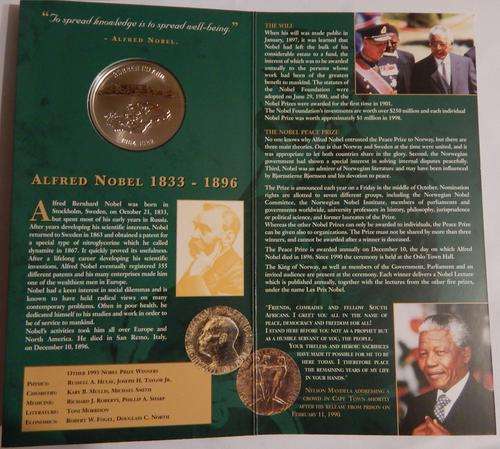 "To spread knowledge is to spread well-being."
- ALFRED NOBEL.
ALFRED NOBEL 1833 - 1896
Alfred Bernhard Nobel was born in
Stockholm, Sweden, on October 21, 1833,
but spent most of his early years in Russia.
After years developing his scientific interests, Nobel
returned to Sweden in 1863 and obtained a patent for
a special type of nitroglycerine which he called
dynamite in 1867. It quickly proved its usefulness.
After a lifelong career developing his scientific
inventions, Alfred Nobel eventually registered 355
different patents and his many enterprises made him
one of the wealthiest men in Europe.
Nobel had a keen interest in social dilemmas and is
known to have held radical views on many
contemporary problems. Often in poor health, he
dedicated himself to his studies and work in order to
be of service to mankind.
Nobel's activities took him all over Europe and
North America. He died in San Remo, Italy,
on December 10, 1896.
OTHER 1993 NOBEL PRIZE WINNERS
PHYSICS: RUSSELL A. HULSE, JOSEPH H. TAYLOR JR.
CHEMISTRY: KARY B. MULLIS, MICHAEL SMITH
MEDICINE: RICHARD J. ROBERTS, PHILLIP A. SHARP
LITERATURE: TONI MORRISON
ECONOMICS: ROBERT W. FOGEL, DOUGLASS C. NORTH
THE WILL
When his will was made public in
January, 1897, it was learned that
Nobel had left the bulk of his
considerable estate to a fund, the
interest of which was to be awarded
annually to the persons whose
work had been of the greatest
benefit to mankind. The statutes
of the Nobel Foundation were
adopted on June 29, 1900, and the
Nobel Prizes were awarded for the first time in 1901.
The Nobel Foundation's investments are worth over $250 million and each individual
Nobel Prize was worth approximately $1 million in 1998.
THE NOBEL PEACE PRIZE
No one knows why Alfred Nobel entrusted the Peace Prize to Norway, but there are
three main theories. One is that Norway and Sweden at the time were united, and it
was appropriate to let both countries share in the glory. Second, the Norwegian
government had shown a special interest in solving internal disputes peacefully.
Third, Nobel was an admirer of Norwegian literature and may have been influenced
by Bjørnstjerne Bjørnson and his devotion to peace.
The Prize is announced each year on a Friday in the middle of October. Nomination
rights are allotted to seven different groups, including the Norwegian Nobel
Committee, the Norwegian Nobel Institute, members of parliaments and
governments worldwide, university professors in history, philosophy, jurisprudence
or political science, and former laureates of the Prize.
Whereas the other Nobel Prizes can only be awarded to individuals, the Peace Prize
can be given also to organizations. The Prize must not be shared by more than three
winners, and cannot be awarded after a winner is deceased.
The Peace Prize is awarded annually on December 10, the day on which Alfred
Nobel died in 1896. Since 1990 the ceremony is held at the Oslo Town Hall.
The King of Norway, as well as members of the Government, Parliament and an
invited audience are present at the ceremony. Each winner delivers a Nobel Lecture
which is published annually, together with the lectures from the other five prizes,
under the name Les Prix Nobel.
"FRIENDS, COMRADES AND FELLOW SOUTH
AFRICANS. I GREET YOU ALL IN THE NAME OF
PEACE, DEMOCRACY AND FREEDOM FOR ALL!
I STAND HERE BEFORE YOU NOT AS A PROPHET BUT
AS A HUMBLE SERVANT OF YOU, THE PEOPLE.
YOUR TIRELESS AND HEROIC SACRIFICES
HAVE MADE IT POSSIBLE FOR ME TO BE
HERE TODAY. I THEREFORE PLACE
THE REMAINING YEARS OF MY LIFE
IN YOUR HANDS."
NELSON MANDELA ADDRESSING A
CROWD IN CAPE TOWN SHORTLY
AFTER HIS RELEASE FROM PRISON ON
FEBRUARY 11, 1990.